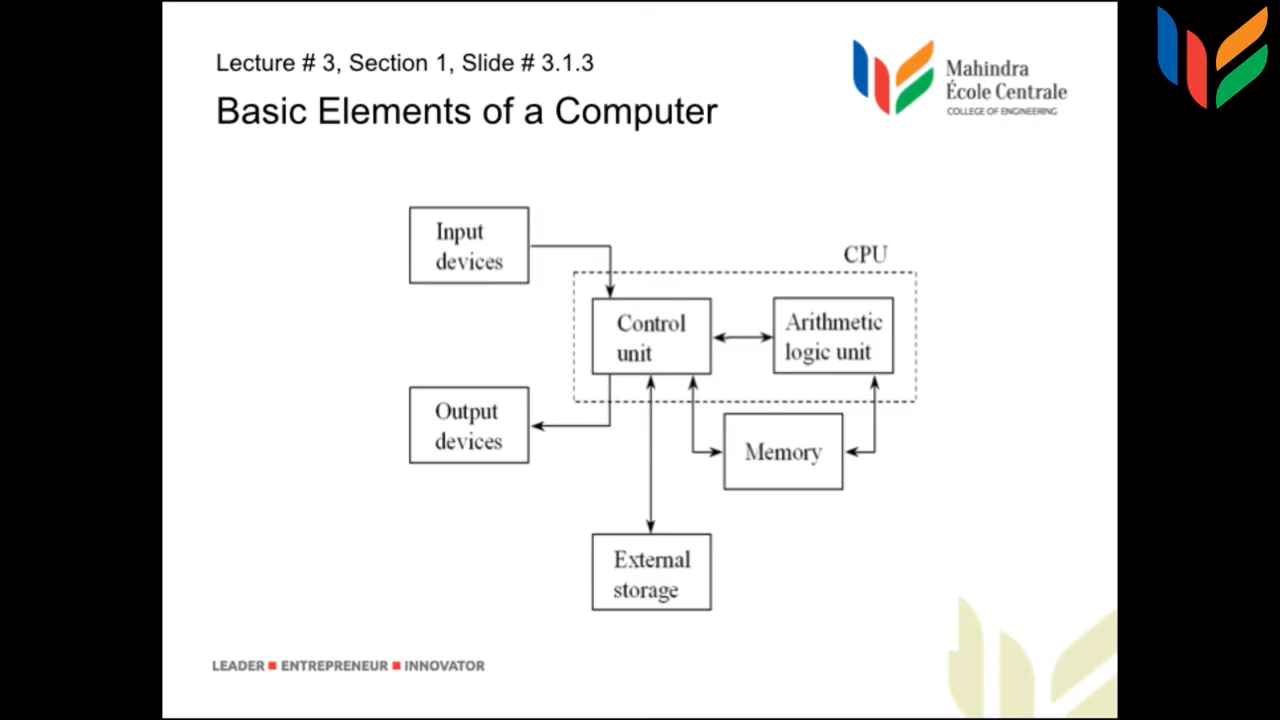 Lecture # 3, Section 1, Slide # 3.1.3
Basic Elements of a Computer
Mahindra
École Centrale
COLLEGE OF ENGINEERING
Input
devices
CPU
Control
unit
Arithmetic
logic unit
Output
devices
Memory
External
storage
LEADER ■ ENTREPRENEUR ■ INNOVATOR